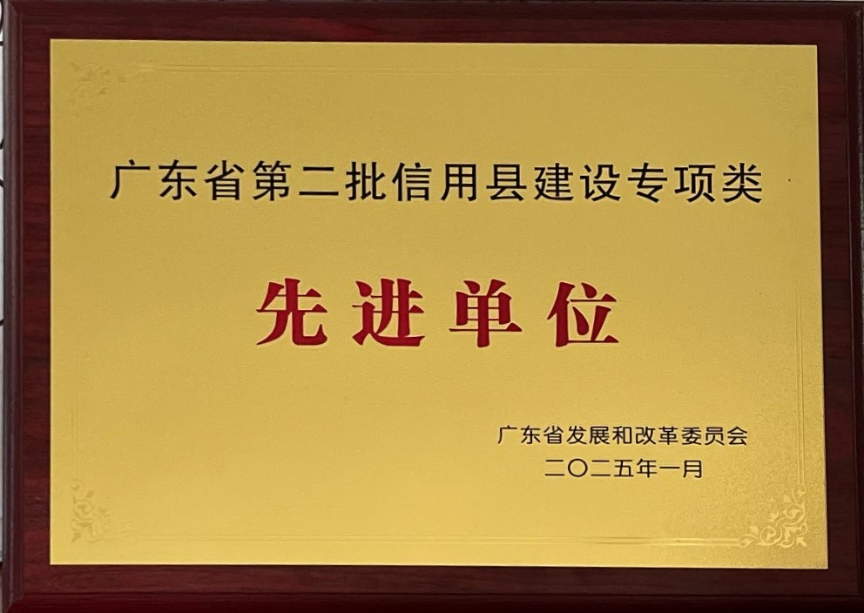 广东省第二批信用县建设专项类
先进单位
广东省发展和改革委员会
二〇二五年一月